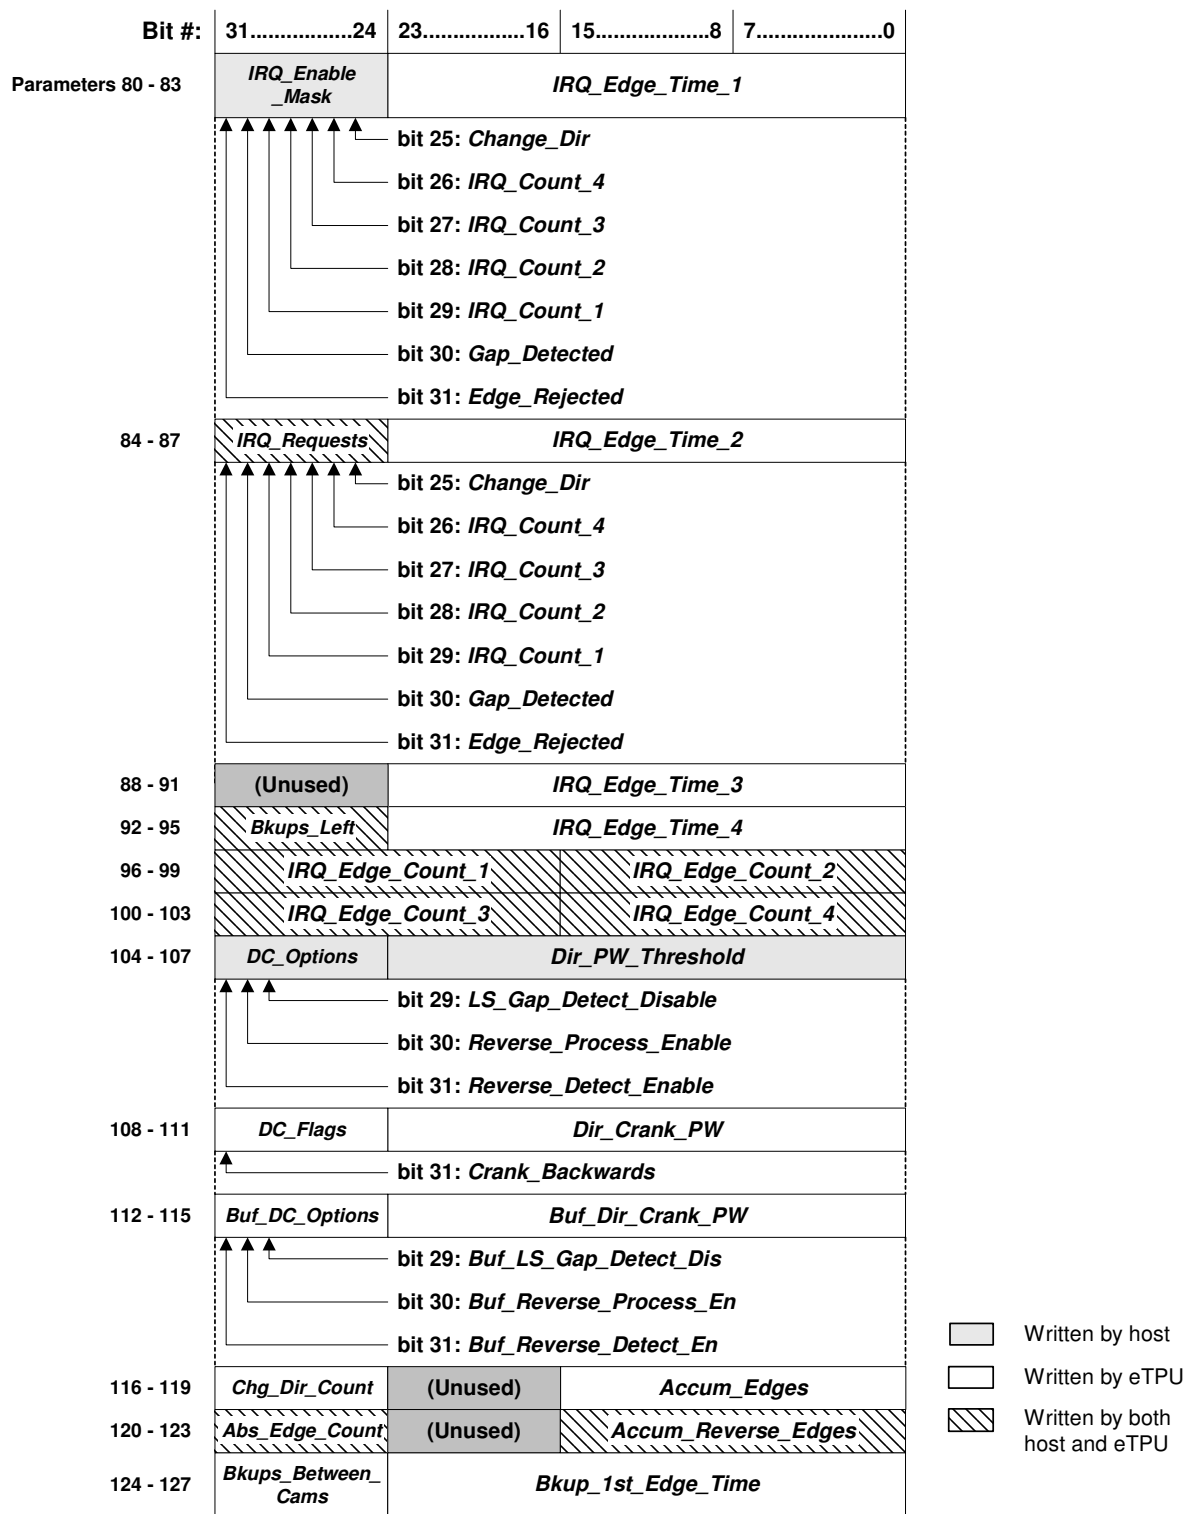 Bit #: 31.................24 23.................16 15...................8 7.....................0
Parameters 80 - 83 IRQ_Enable IRQ_Edge_Time_1
_Mask
bit 25: Change_Dir
bit 26: IRQ_Count_4
bit 27: IRQ_Count_3
bit 28: IRQ_Count_2
bit 29: IRQ_Count_1
bit 30: Gap_Detected
bit 31: Edge_Rejected
84 - 87 IRQ_Requests IRQ_Edge_Time_2
bit 25: Change_Dir
bit 26: IRQ_Count_4
bit 27: IRQ_Count_3
bit 28: IRQ_Count_2
bit 29: IRQ_Count_1
bit 30: Gap_Detected
bit 31: Edge_Rejected
88 - 91 (Unused) IRQ_Edge_Time_3
92 - 95 Bkups_Left IRQ_Edge_Time_4
96 - 99 IRQ_Edge_Count_1 IRQ_Edge_Count_2
100 - 103 IRQ_Edge_Count_3 IRQ_Edge_Count_4
104 - 107 DC_Options Dir_PW_Threshold
bit 29: LS_Gap_Detect_Disable
bit 30: Reverse_Process_Enable
bit 31: Reverse_Detect_Enable
108 - 111 DC_Flags Dir_Crank_PW
bit 31: Crank_Backwards
112 - 115 Buf_DC_Options Buf_Dir_Crank_PW
bit 29: Buf_LS_Gap_Detect_Dis
bit 30: Buf_Reverse_Process_En
bit 31: Buf_Reverse_Detect_En
116 - 119 Chg_Dir_Count (Unused) Accum_Edges
120 - 123 Abs_Edge_Count (Unused) Accum_Reverse_Edges
124 - 127 Bkups_Between_ Bkup_1st_Edge_Time
Cams
Written by host
Written by eTPU
Written by both
host and eTPU